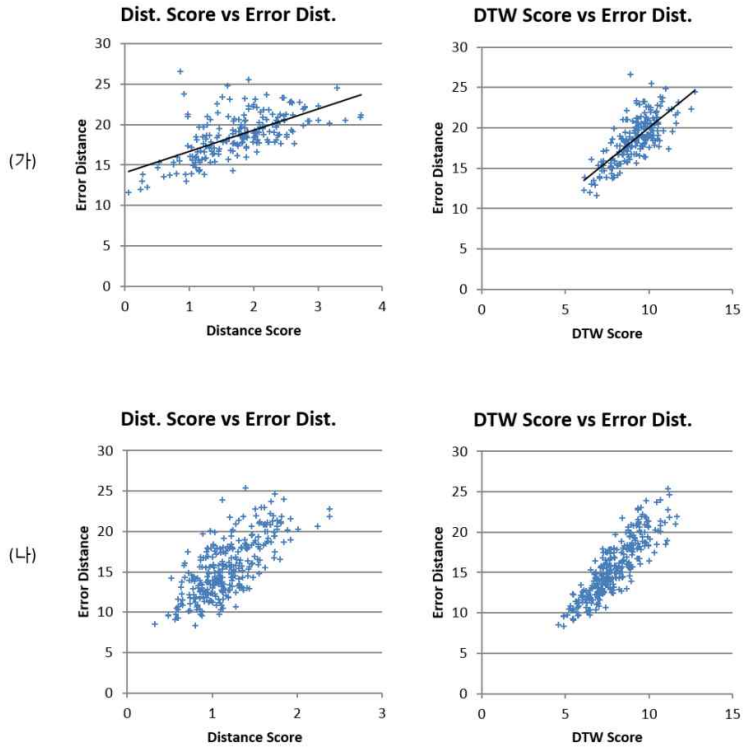 Dist. Score vs Error Dist.
30
25
20
15
10
5
0
0 1 2 3 4
Error Distance
Distance Score
DTW Score vs Error Dist.
30
25
20
15
10
5
0
0 5 10 15
Error Distance
DTW Score
(가)
Dist. Score vs Error Dist.
30
25
20
15
10
5
0
0 1 2 3
Error Distance
Distance Score
DTW Score vs Error Dist.
30
25
20
15
10
5
0
0 5 10 15
Error Distance
DTW Score
(나)